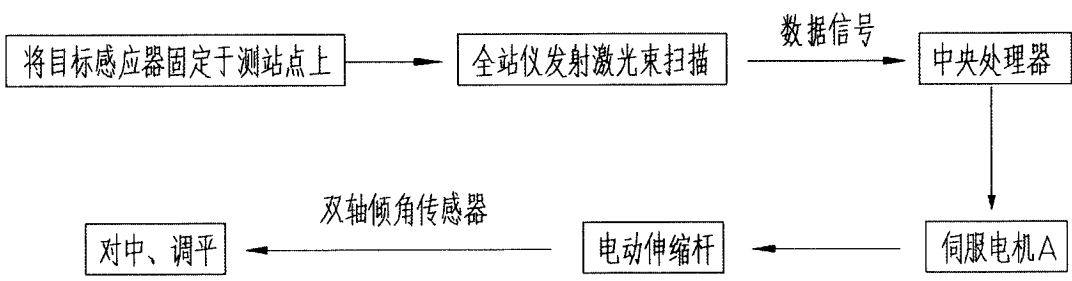 将目标感应器固定于测站点上
全站仪发射激光束扫描
数据信号
中央处理器
伺服电机A
电动伸缩杆
双轴倾角传感器
对中、调平